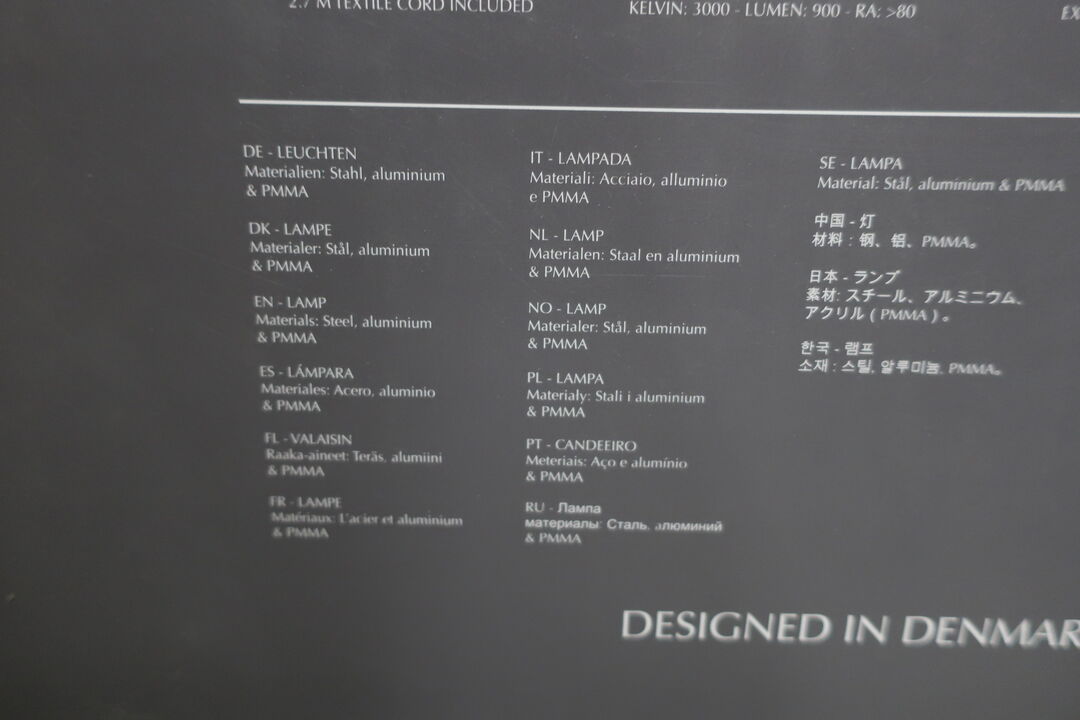 2.7 M TEXTILE CORD INCLUDED
KELVIN: 3000 - LUMEN: 900 - RA: >80
DE - LEUCHTEN
Materialien: Stahl, aluminium
& PMMA
DK - LAMPE
Materialer: Stål, aluminium
& PMMA
EN - LAMP
Materials: Steel, aluminium
& PMMA
ES - LÁMPARA
Materiales: Acero, aluminio
& PMMA
FL - VALAISIN
Raaka-aineet: Teräs, alumiini
& PMMA
FR - LAMPE
Matériaux: L'acier et aluminium
& PMMA
IT - LAMPADA
Materiali: Acciaio, alluminio
e PMMA
NL - LAMP
Materialen: Staal en aluminium
& PMMA
NO - LAMP
Materialer: Stål, aluminium
& PMMA
PL - LAMPA
Materiały: Stali i aluminium
& PMMA
PT - CANDEEIRO
Meteriais: Aço e alumínio
& PMMA
RU - Лампа
материалы: Сталь, алюминий
& PMMA
SE - LAMPA
Material: Stål, aluminium & PMMA
中国 - 灯
材料：钢、铝、PMMA。
日本 - ランプ
素材: スチール、アルミニウム、
アクリル ( PMMA ) 。
한국 - 램프
소재 : 스틸, 알루미늄, PMMA。
DESIGNED IN DENMAR